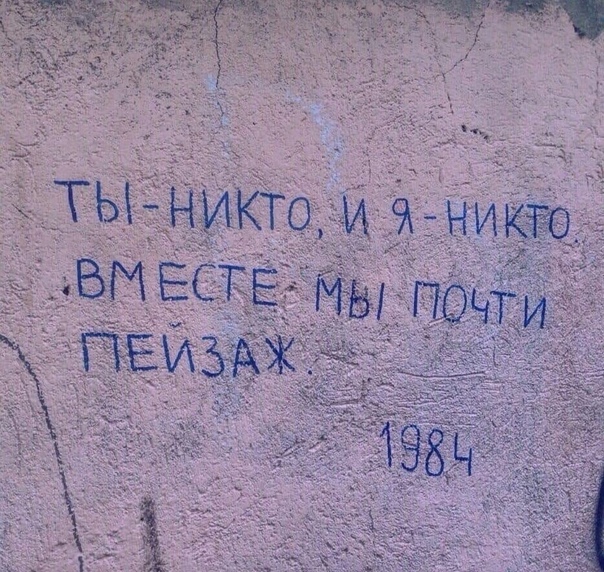 ТЫ-НИКТО, И Я-НИКТО.
ВМЕСТЕ МЫ ПОЧТИ
ПЕЙЗАЖ.
1984